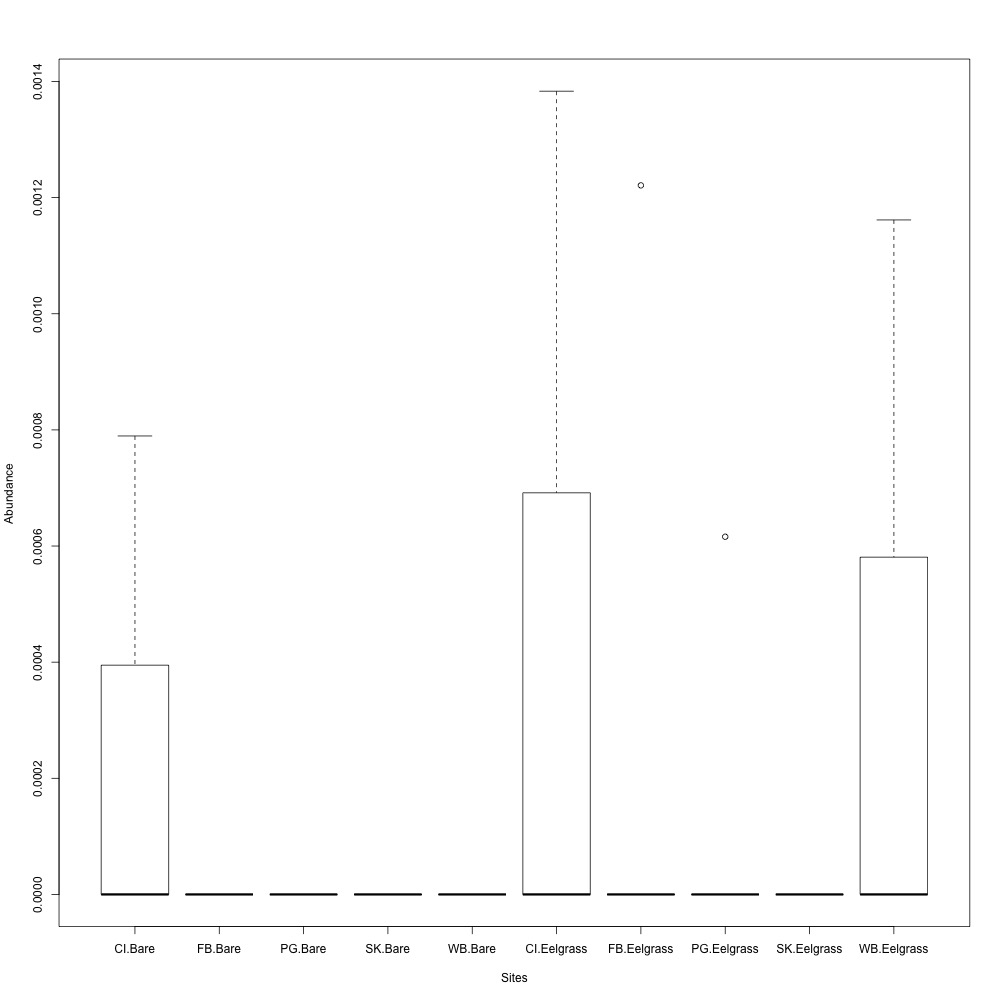 0.0014
0.0012
0.0010
0.0008
0.0006
0.0004
0.0002
0.0000
Abundance
CI.Bare FB.Bare PG.Bare SK.Bare WB.Bare CI.Eelgrass FB.Eelgrass PG.Eelgrass SK.Eelgrass WB.Eelgrass
Sites